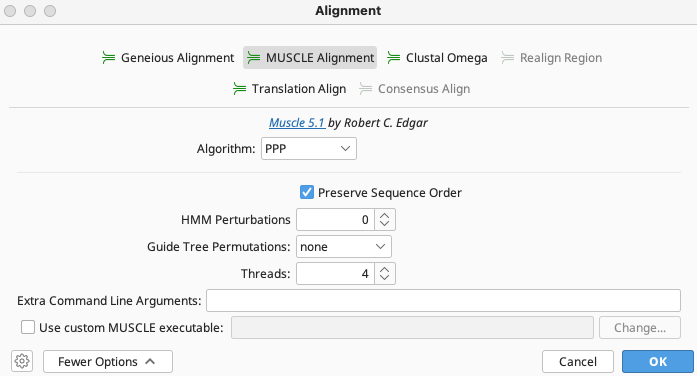 Alignment
Geneious Alignment MUSCLE Alignment Clustal Omega Realign Region
Translation Align Consensus Align
Muscle 5.1 by Robert C. Edgar
Algorithm: PPP
Preserve Sequence Order
HMM Perturbations 0
Guide Tree Permutations: none
Threads: 4
Extra Command Line Arguments:
Use custom MUSCLE executable: Change...
Fewer Options Cancel OK